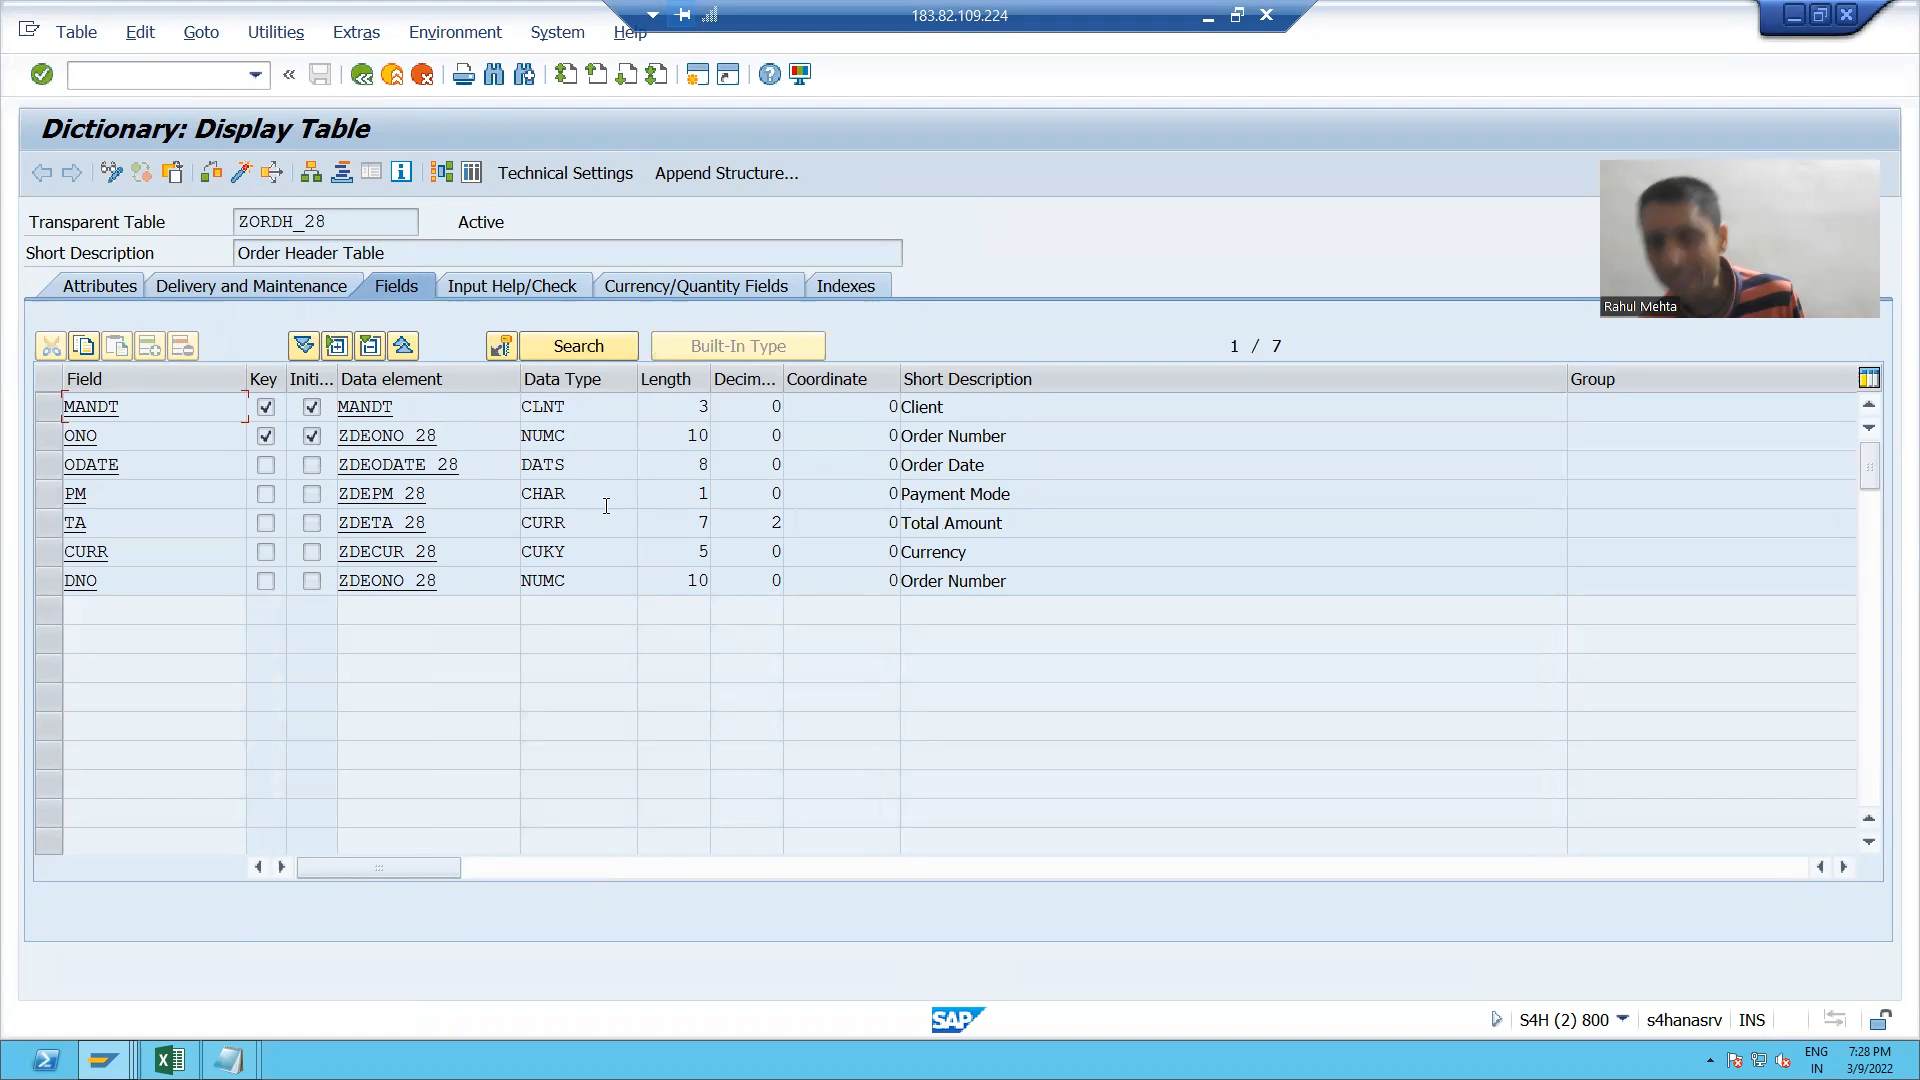 183.82.109.224
Table Edit Goto Utilities Extras Environment System Help
Dictionary: Display Table
Technical Settings Append Structure...
Transparent Table ZORDH_28 Active
Short Description Order Header Table
Attributes Delivery and Maintenance Fields Input Help/Check Currency/Quantity Fields Indexes
Rahul Mehta
Search Built-In Type 1 / 7
Field Key Initi... Data element Data Type Length Decim... Coordinate Short Description Group
MANDT MANDT CLNT 3 0 0 Client
ONO ZDEONO_28 NUMC 10 0 0 Order Number
ODATE ZDEODATE_28 DATS 8 0 0 Order Date
PM ZDEPM_28 CHAR 1 0 0 Payment Mode
TA ZDETA_28 CURR 7 2 0 Total Amount
CURR ZDECUR_28 CUKY 5 0 0 Currency
DNO ZDEONO_28 NUMC 10 0 0 Order Number
SAP S4H (2) 800 s4hanasrv INS
ENG 7:28 PM
IN 3/9/2022